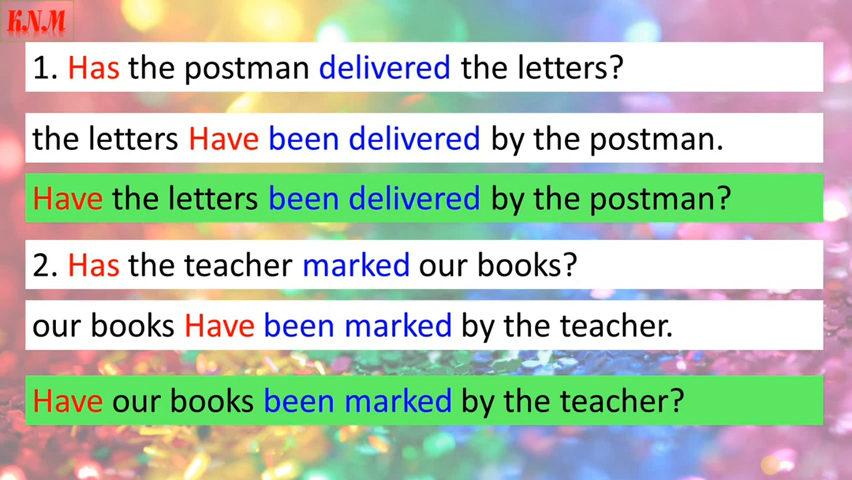 K.N.M
1. Has the postman delivered the letters?
the letters Have been delivered by the postman.
Have the letters been delivered by the postman?
2. Has the teacher marked our books?
our books Have been marked by the teacher.
Have our books been marked by the teacher?